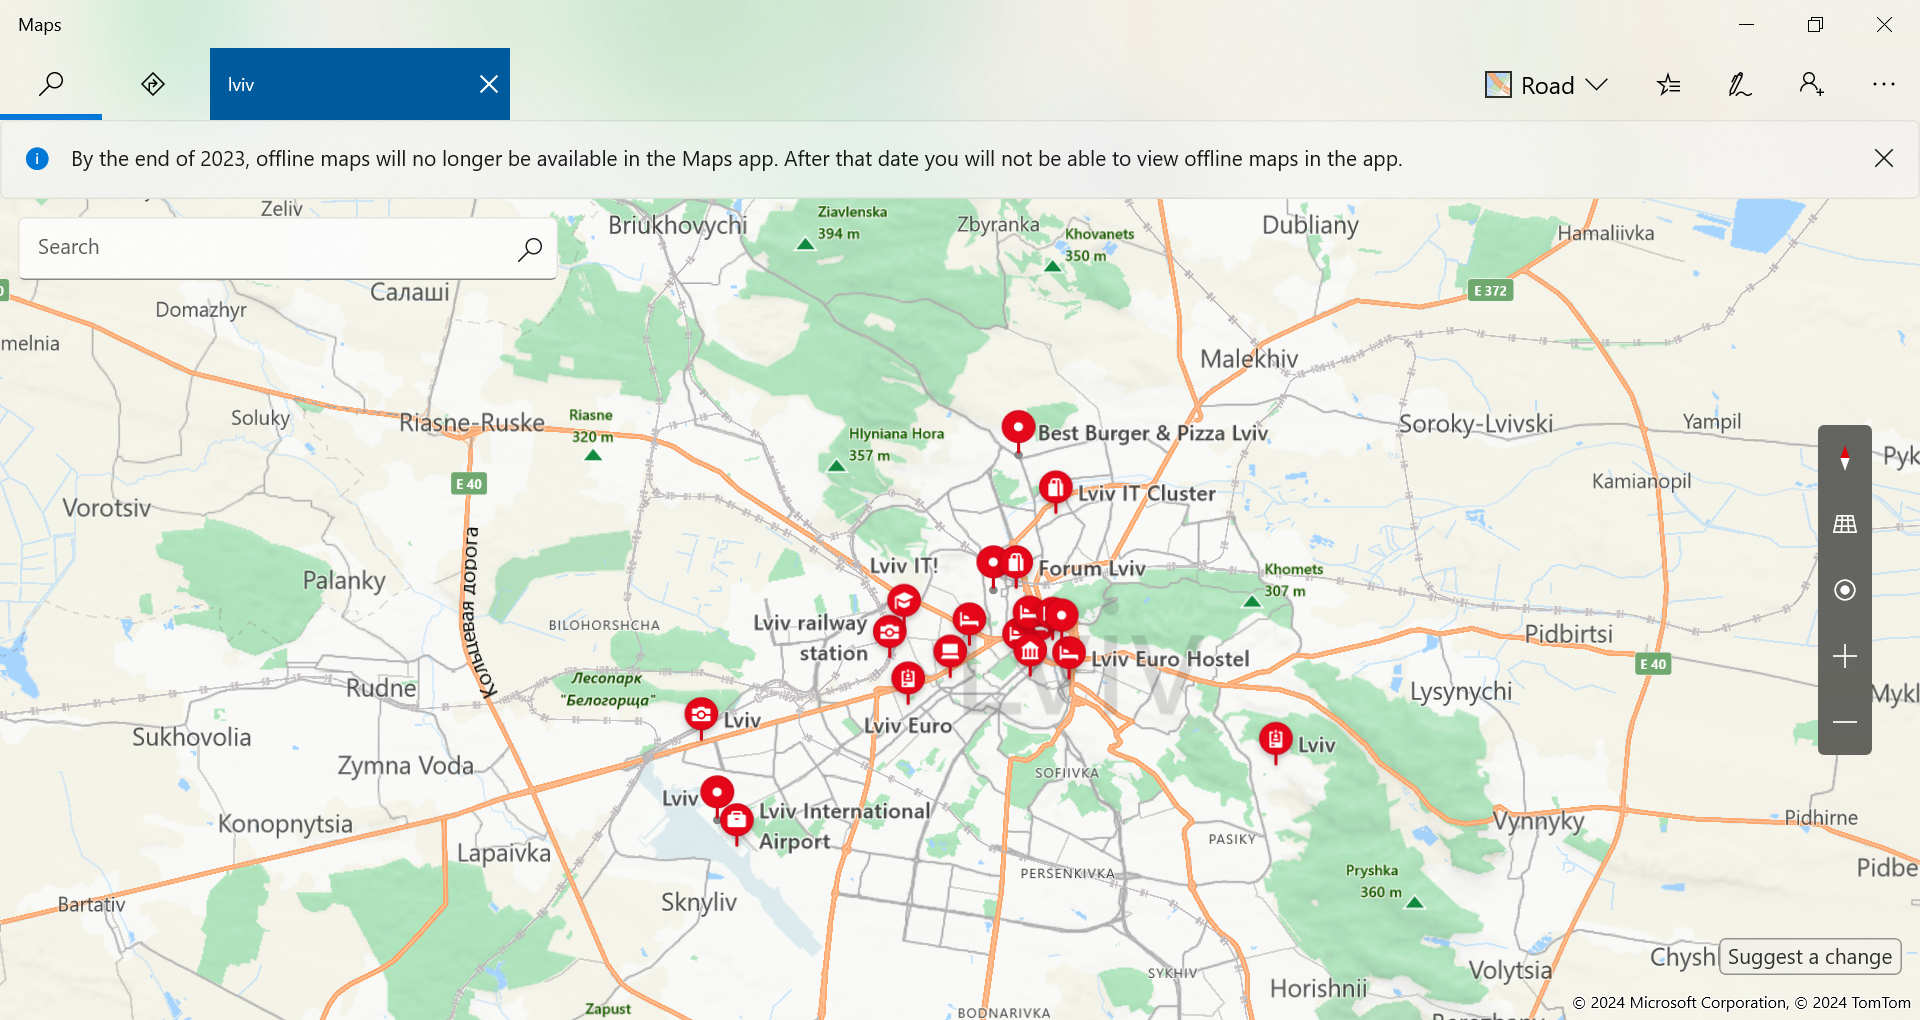 Maps
lviv
Road
By the end of 2023, offline maps will no longer be available in the Maps app. After that date you will not be able to view offline maps in the app.
Search
Zeliv
Briukhovychi
Ziavlenska
394 m
Zbyranka
Khovanets
350 m
Dubliany
Hamaliivka
E 372
Салаші
Domazhyr
melnia
Malekhiv
Soluky
Riasne-Ruske
Riasne
320 m
Hlyniana Hora
357 m
Best Burger & Pizza Lviv
Soroky-Lvivski
Yampil
Pyk
E 40
Lviv IT Cluster
Kamianopil
Vorotsiv
Кольцевая дорога
Lviv IT!
Forum Lviv
Khomets
307 m
Palanky
BILOHORSHCHA
Lviv railway
station
Pidbirtsi
E 40
Lviv Euro Hostel
LVIV
Лесопарк
"Белогорща"
Rudne
Lysynychi
Mykl
Lviv
Lviv Euro
Sukhovolia
Lviv
Zymna Voda
SOFIIVKA
Lviv
Lviv International
Airport
Konopnytsia
Vynnyky
Pidhirne
Lapaivka
PASIKY
Pryshka
360 m
PERSENKIVKA
Pidbe
Bartativ
Sknyliv
Chyshl
Suggest a change
Volytsia
SYKHIV
Horishnii
Zapust
BODNARIVKA
© 2024 Microsoft Corporation, © 2024 TomTom